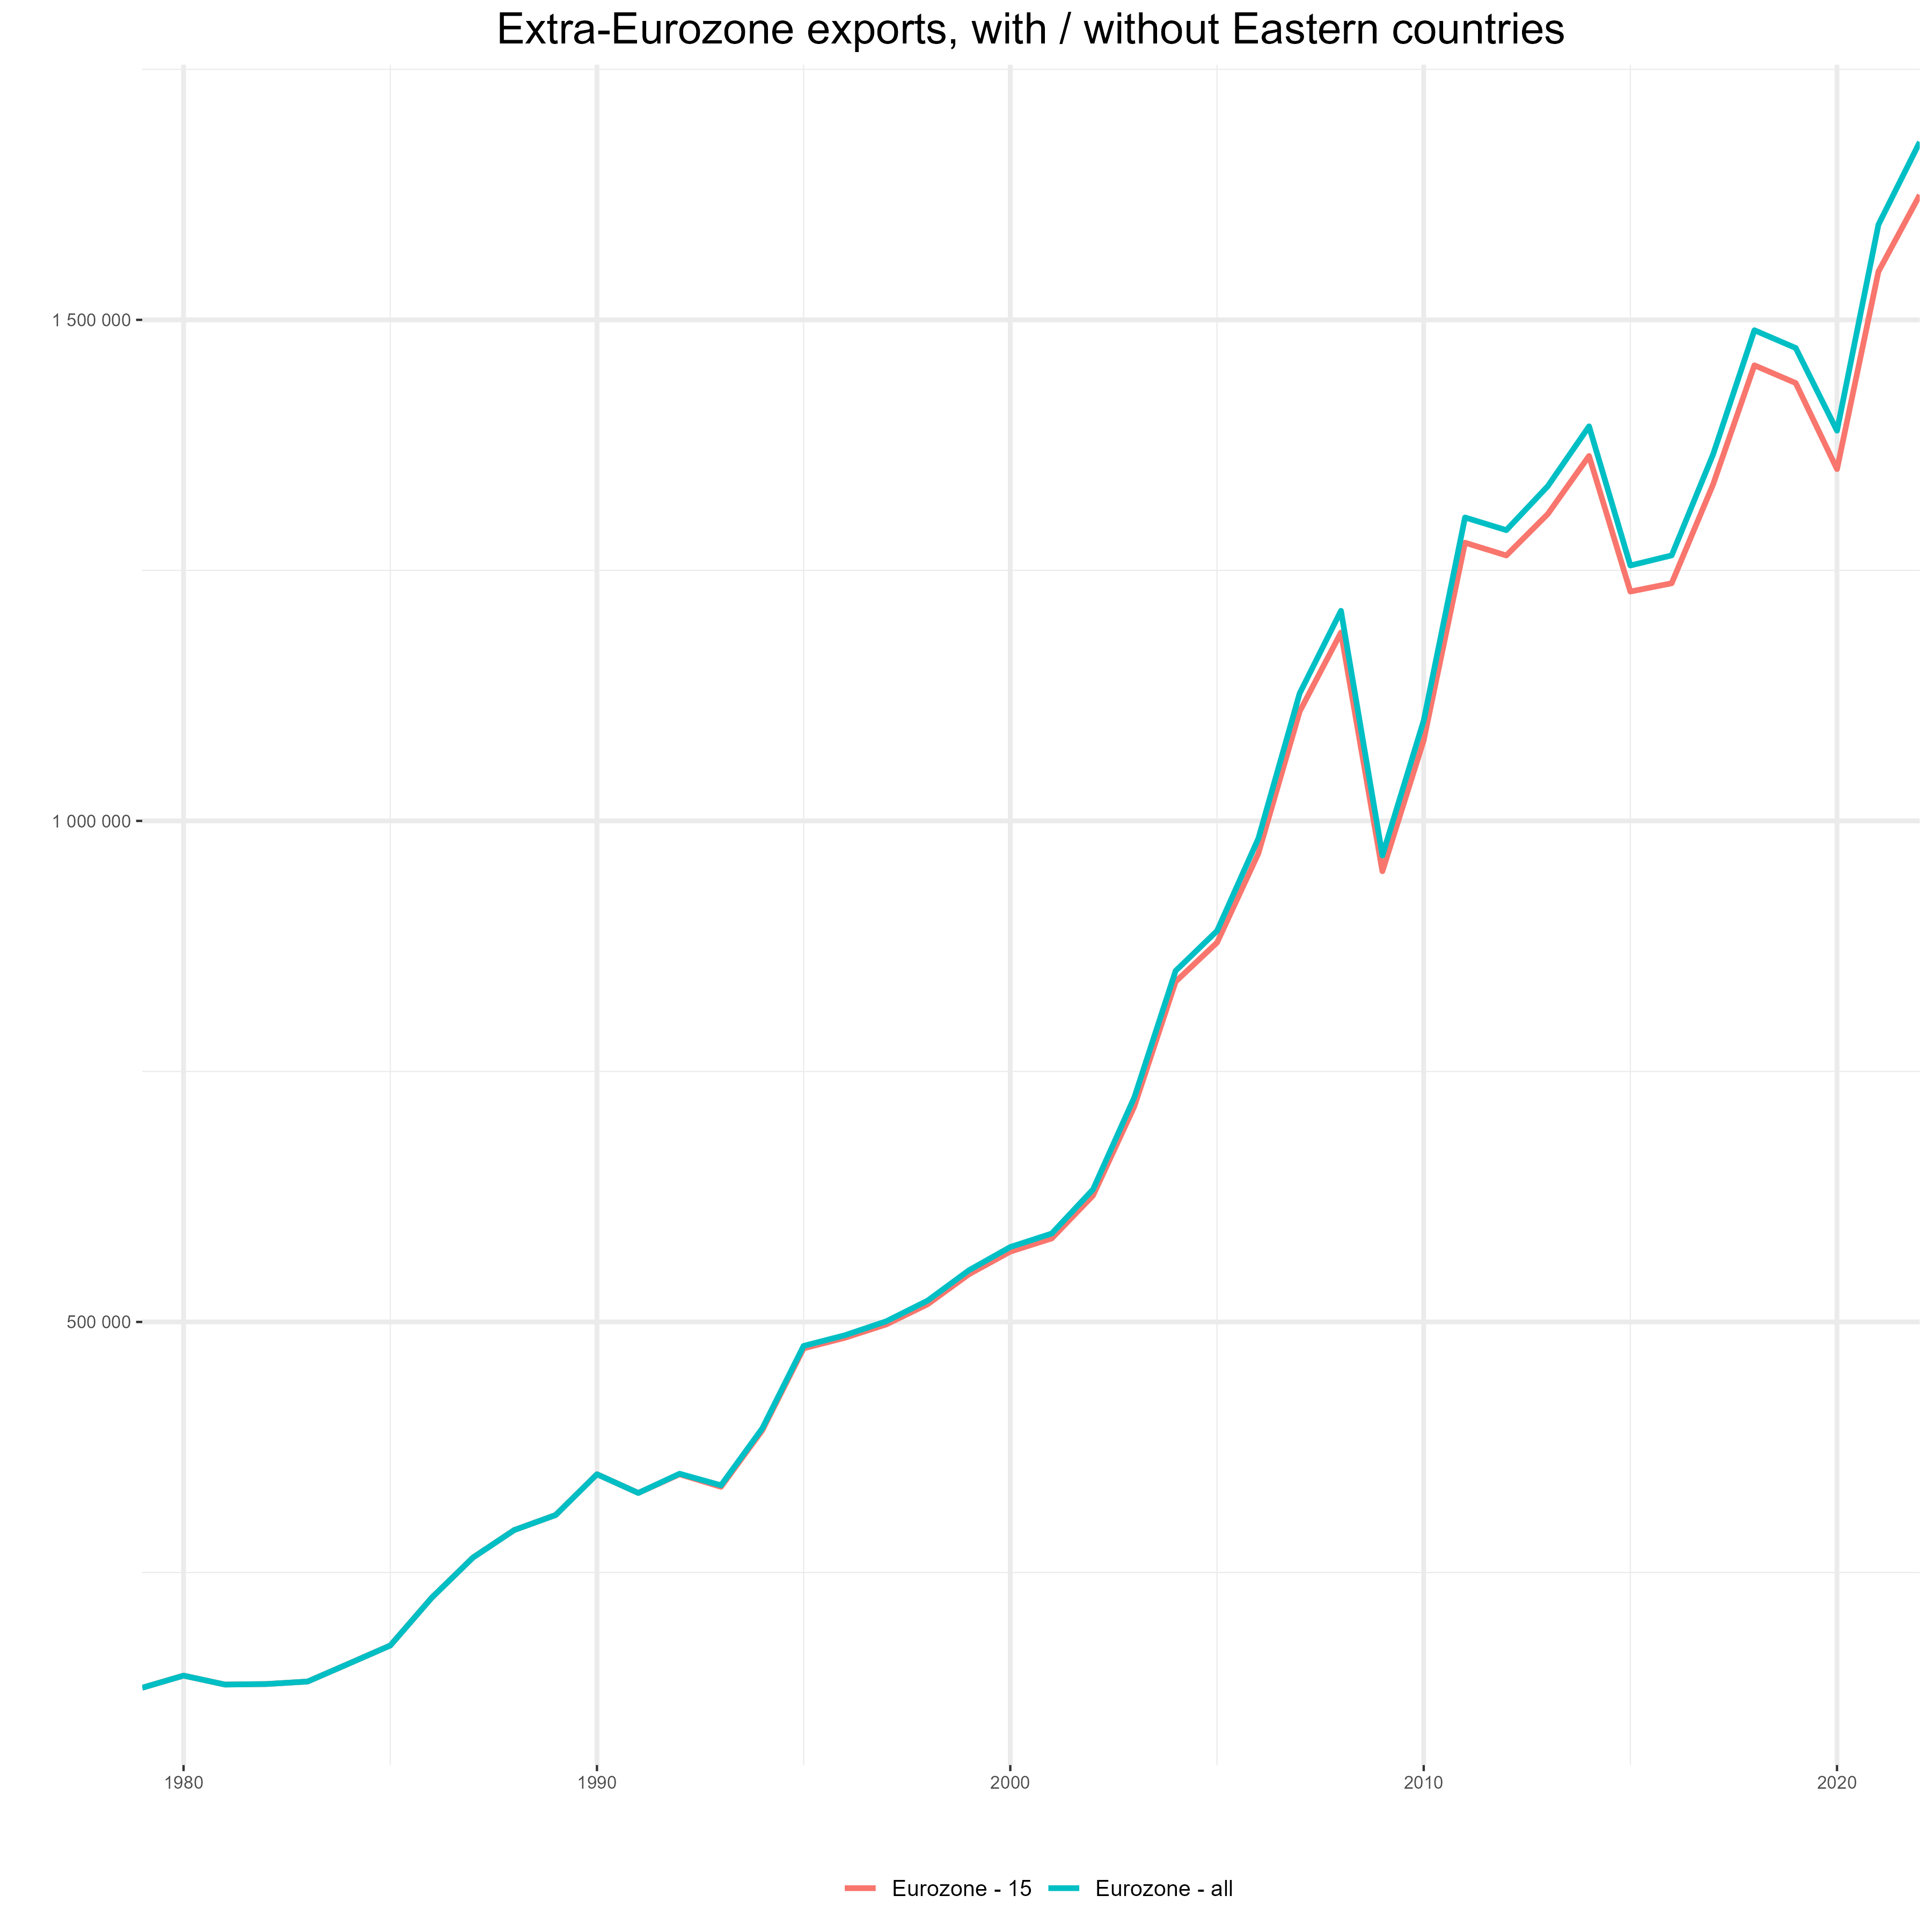 Extra-Eurozone exports, with / without Eastern countries
1 500 000
1 000 000
500 000
1980 1990 2000 2010 2020
Eurozone - 15 Eurozone - all